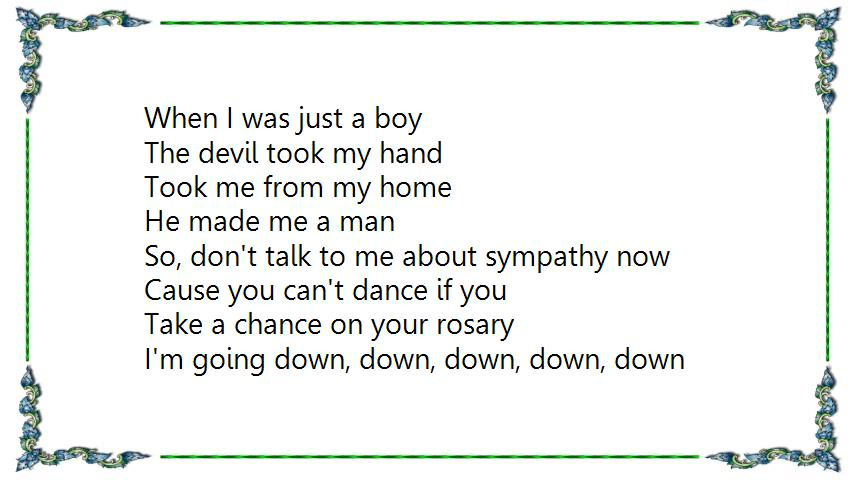 When I was just a boy
The devil took my hand
Took me from my home
He made me a man
So, don't talk to me about sympathy now
Cause you can't dance if you
Take a chance on your rosary
I'm going down, down, down, down, down